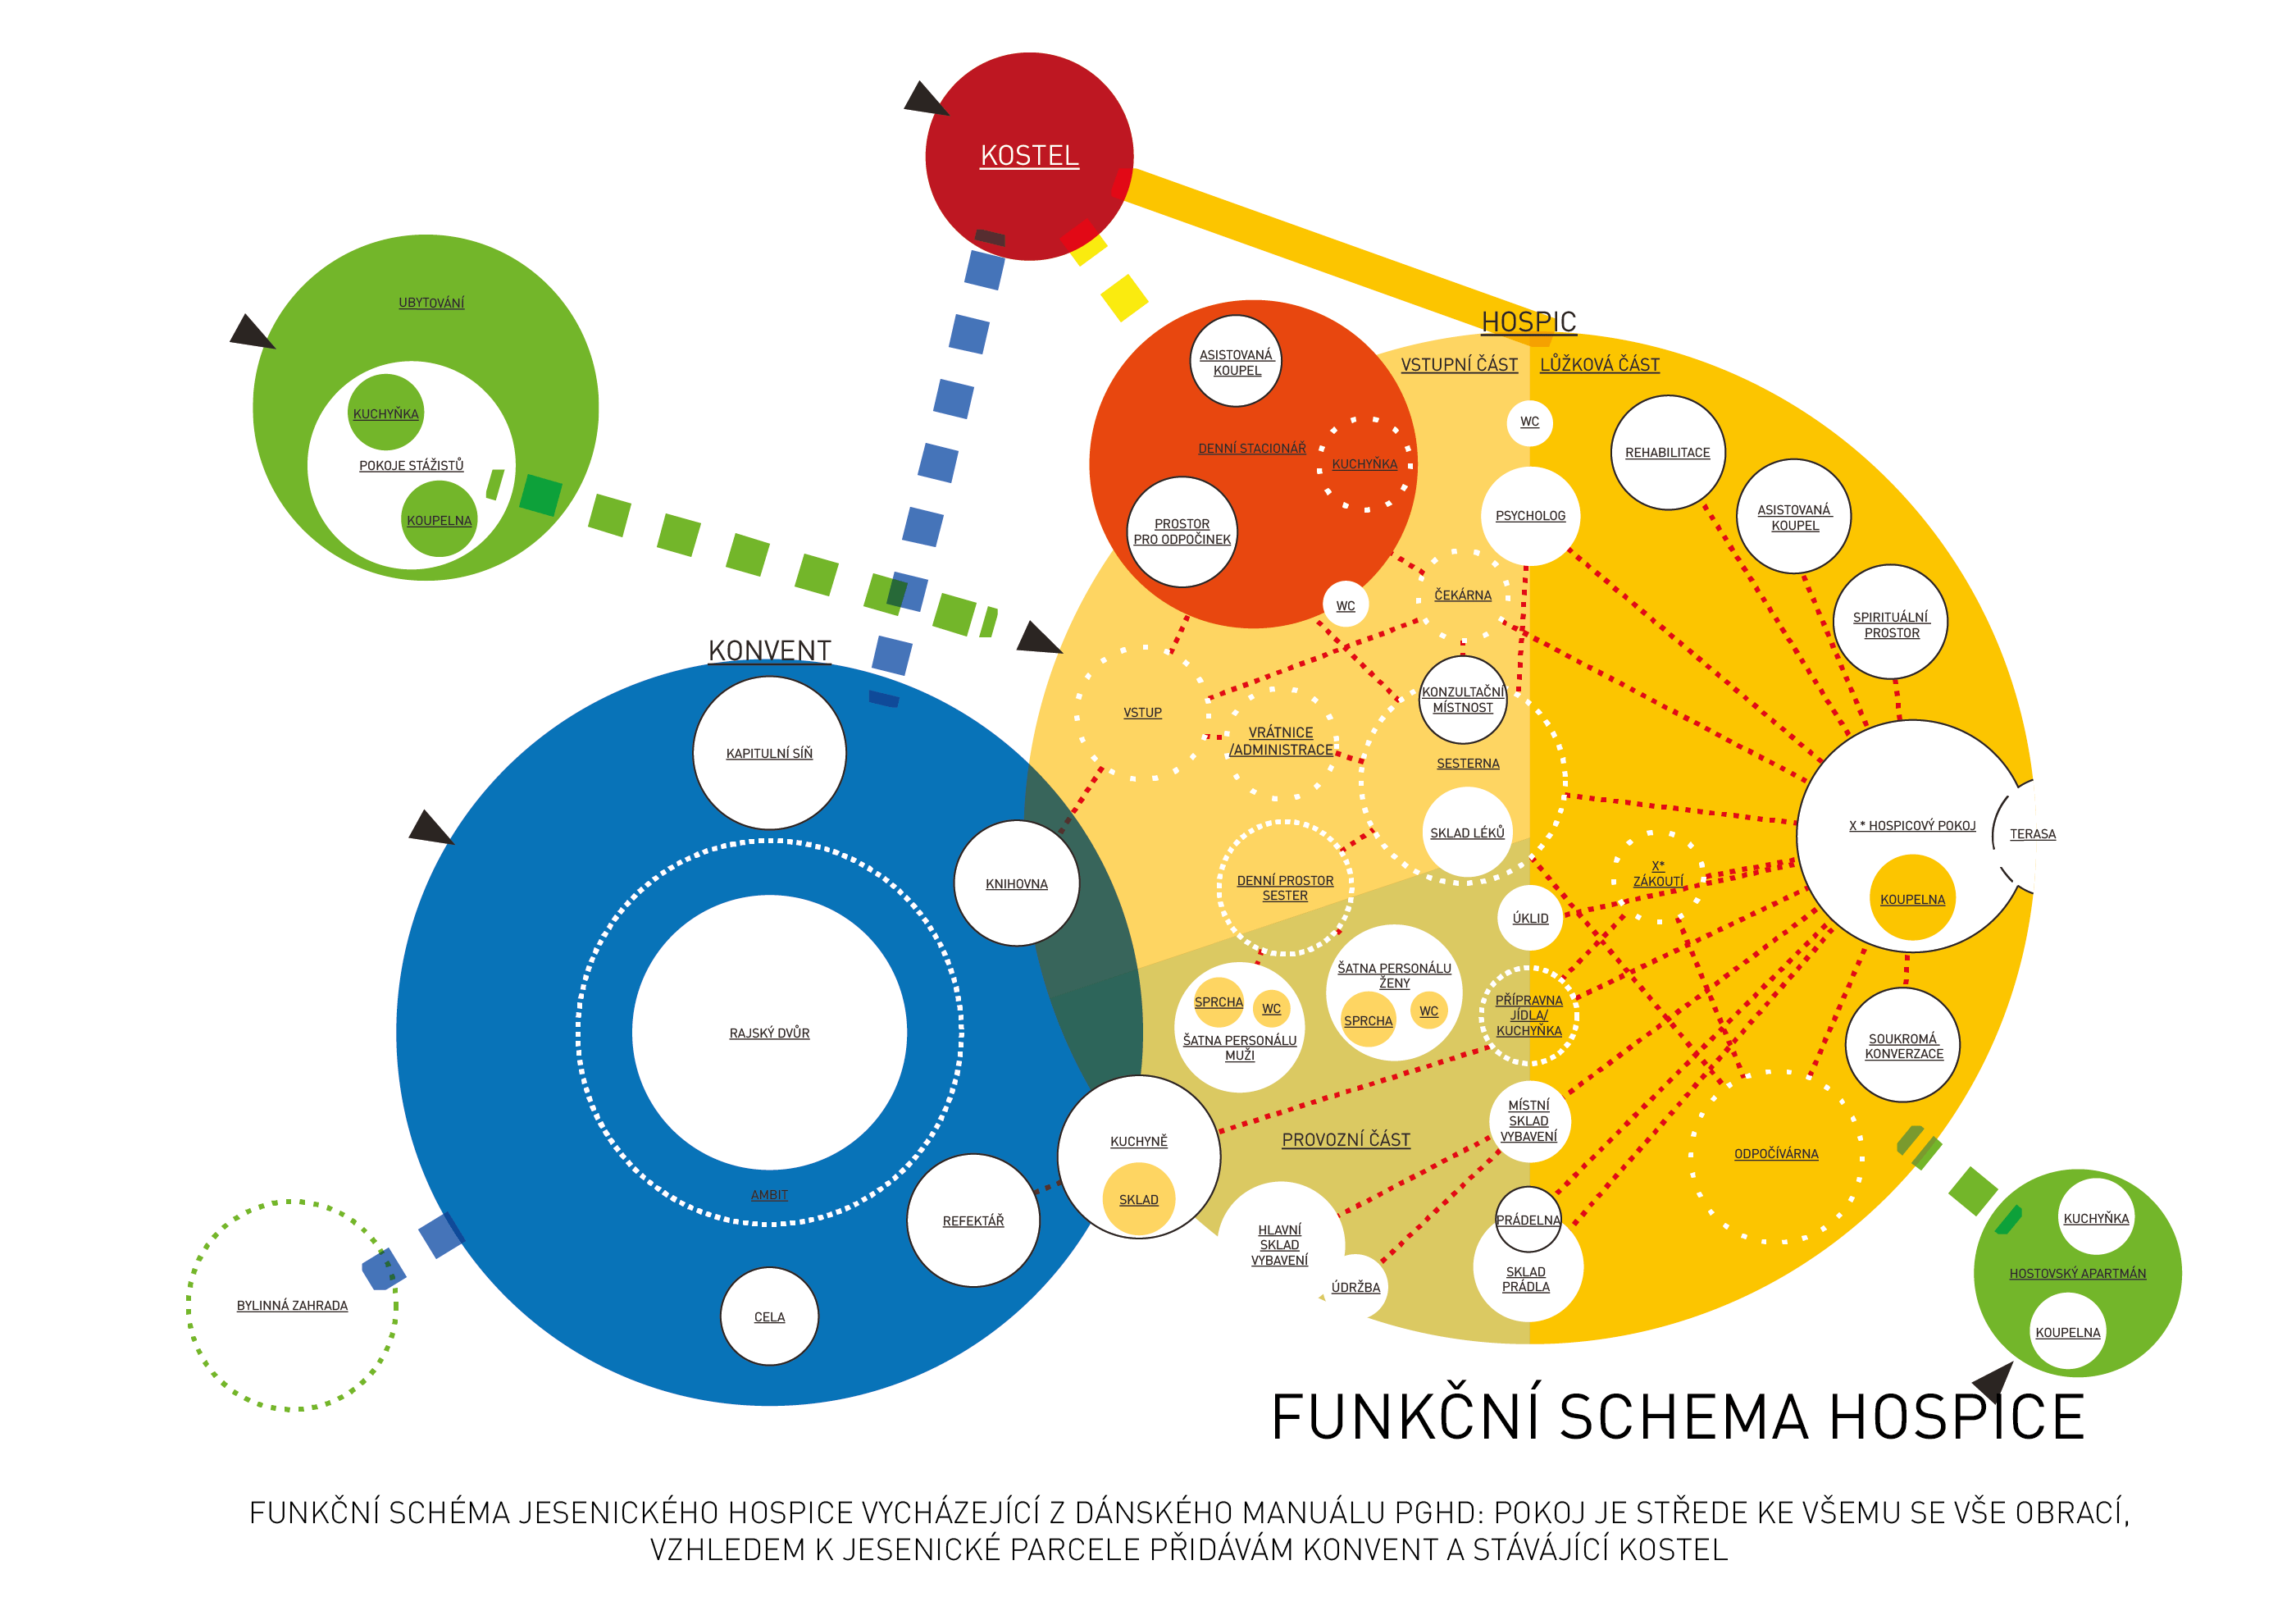 KOSTEL
HOSPIC
VSTUPNÍ ČÁST
LŮŽKOVÁ ČÁST
UBYTOVÁNÍ
KUCHYŇKA
POKOJE STÁŽISTŮ
KOUPELNA
ASISTOVANÁ
KOUPEL
DENNÍ STACIONÁŘ
KUCHYŇKA
PROSTOR
PRO ODPOČINEK
WC
WC
PSYCHOLOG
REHABILITACE
ASISTOVANÁ
KOUPEL
SPIRITUÁLNÍ
PROSTOR
ČEKÁRNA
KONZULTAČNÍ
MÍSTNOST
VSTUP
VRÁTNICE
/ADMINISTRACE
SESTERNA
SKLAD LÉKŮ
X * HOSPICOVÝ POKOJ
TERASA
KOUPELNA
X*
ZÁKOUTÍ
DENNÍ PROSTOR
SESTER
ÚKLID
KONVENT
KAPITULNÍ SÍŇ
KNIHOVNA
RAJSKÝ DVŮR
AMBIT
REFEKTÁŘ
CELA
BYLINNÁ ZAHRADA
SPRCHA
WC
ŠATNA PERSONÁLU
MUŽI
ŠATNA PERSONÁLU
ŽENY
SPRCHA
WC
PŘÍPRAVNA
JÍDLA/
KUCHYŇKA
SOUKROMÁ
KONVERZACE
KUCHYNĚ
SKLAD
PROVOZNÍ ČÁST
MÍSTNÍ
SKLAD
VYBAVENÍ
ODPOČÍVÁRNA
HLAVNÍ
SKLAD
VYBAVENÍ
ÚDRŽBA
PRÁDELNA
SKLAD
PRÁDLA
KUCHYŇKA
HOSTOVSKÝ APARTMÁN
KOUPELNA
FUNKČNÍ SCHEMA HOSPICE
FUNKČNÍ SCHÉMA JESENICKÉHO HOSPICE VYCHÁZEJÍCÍ Z DÁNSKÉHO MANUÁLU PGHD: POKOJ JE STŘEDE KE VŠEMU SE VŠE OBRACÍ,
VZHLEDEM K JESENICKÉ PARCELE PŘIDÁVÁM KONVENT A STÁVÁJÍCÍ KOSTEL